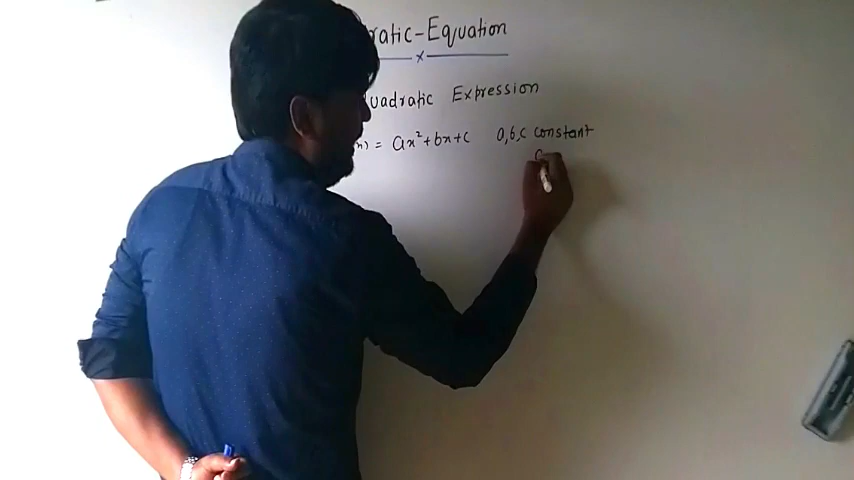 ratic-Equation
uadratic Expression
= ax²+bx+c a,b,c constant